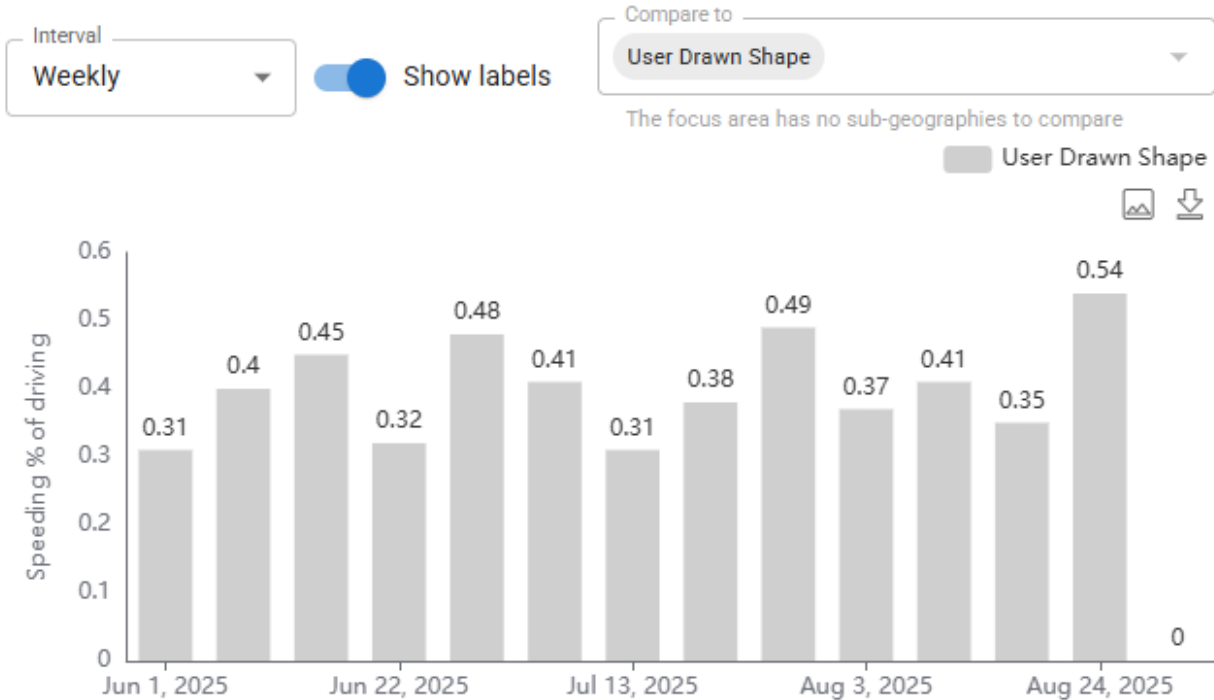 Interval
Weekly
Show labels
Compare to
User Drawn Shape
The focus area has no sub-geographies to compare
User Drawn Shape
Speeding % of driving
0.6
0.5
0.4
0.3
0.2
0.1
0
0.31
0.4
0.45
0.32
0.48
0.41
0.31
0.38
0.49
0.37
0.41
0.35
0.54
0
Jun 1, 2025
Jun 22, 2025
Jul 13, 2025
Aug 3, 2025
Aug 24, 2025